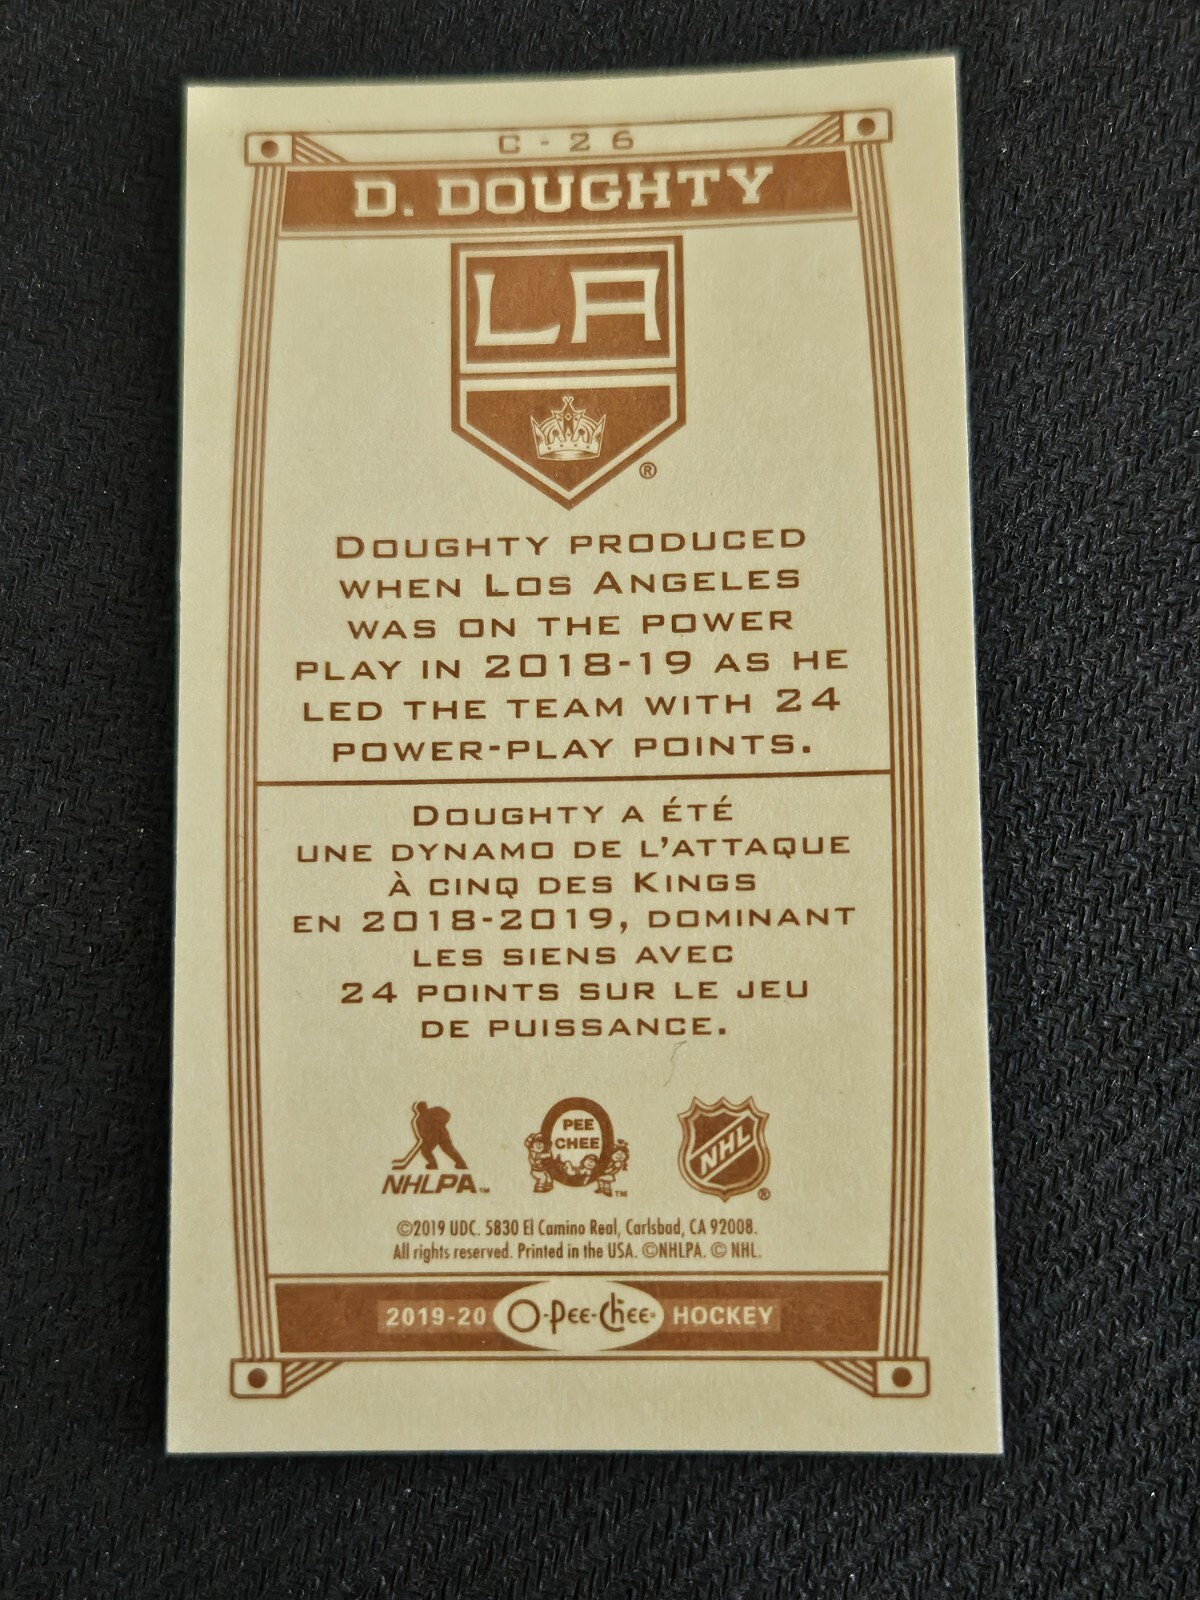 C - 26
D. DOUGHTY
LA
®
DOUGHTY PRODUCED
WHEN LOS ANGELES
WAS ON THE POWER
PLAY IN 2018-19 AS HE
LED THE TEAM WITH 24
POWER-PLAY POINTS.
DOUGHTY A ÉTÉ
UNE DYNAMO DE L'ATTAQUE
À CINQ DES KINGS
EN 2018-2019, DOMINANT
LES SIENS AVEC
24 POINTS SUR LE JEU
DE PUISSANCE.
NHLPA™ PEE CHEE ™ NHL ®
©2019 UDC. 5830 El Camino Real, Carlsbad, CA 92008.
All rights reserved. Printed in the USA. ©NHLPA. © NHL.
2019-20 O-Pee-Chee® HOCKEY